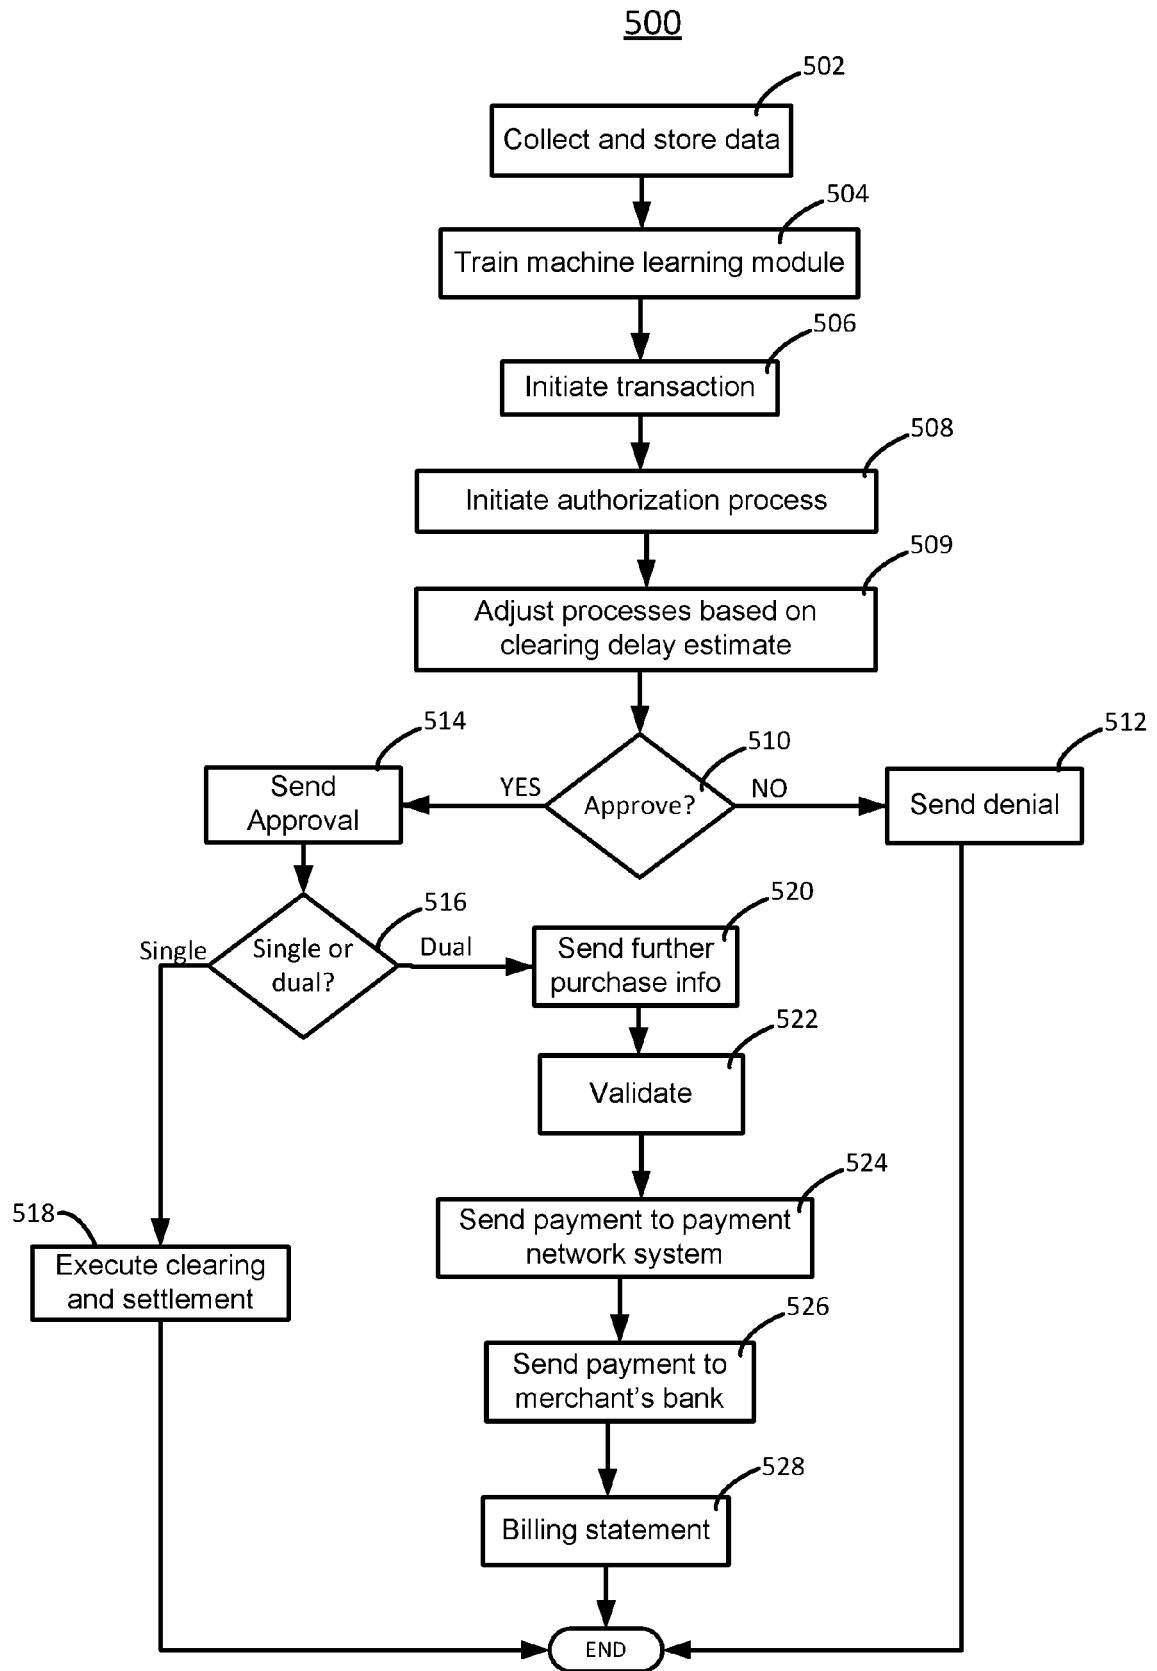 500
502
Collect and store data
504
Train machine learning module
506
Initiate transaction
508
Initiate authorization process
509
Adjust processes based on
clearing delay estimate
514
510
512
Send
Approval
YES
Approve?
NO
Send denial
516
520
Single
Single or
dual?
Dual
Send further
purchase info
522
Validate
524
Send payment to payment
network system
518
Execute clearing
and settlement
526
Send payment to
merchant's bank
528
Billing statement
END